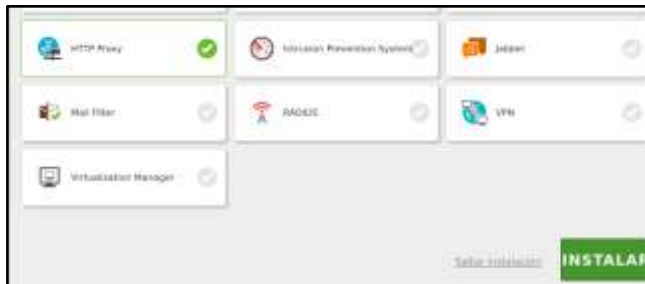 HTTP Proxy
Intrusion Prevention System
Jabber
Mail Filter
RADIUS
VPN
Virtualization Manager
Saltar instalación
INSTALAR